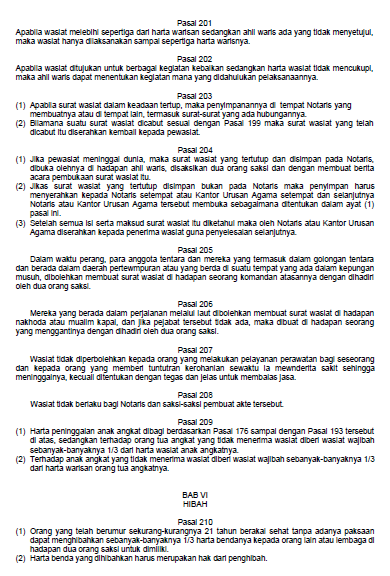 Pasal 201
Apabila wasiat melebihi sepertiga dari harta warisan sedangkan ahli waris ada yang tidak menyetujui,
maka wasiat hanya dilaksanakan sampai sepertiga harta warisnya.
Pasal 202
Apabila wasiat ditujukan untuk berbagai kegiatan kebaikan sedangkan harta wasiat tidak mencukupi,
maka ahli waris dapat menentukan kegiatan mana yang didahulukan pelaksanaannya.
Pasal 203
(1) Apabila surat wasiat dalam keadaan tertup, maka penyimpanannya di tempat Notaris yang
membuatnya atau di tempat lain, termasuk surat-surat yang ada hubungannya.
(2) Bilamana suatu surat wasiat dicabut sesuai dengan Pasal 199 maka surat wasiat yang telah
dicabut itu diserahkan kembali kepada pewasiat.
Pasal 204
(1) Jika pewasiat meninggal dunia, maka surat wasiat yang tertutup dan disimpan pada Notaris,
dibuka olehnya di hadapan ahli waris, disaksikan dua orang saksi dan dengan membuat berita
acara pembukaan surat wasiat itu.
(2) Jikas surat wasiat yang tertutup disimpan bukan pada Notaris maka penyimpan harus
menyerahkan kepada Notaris setempat atau Kantor Urusan Agama setempat dan selanjutnya
Notaris atau Kantor Urusan Agama tersebut membuka sebagaimana ditentukan dalam ayat (1)
pasal ini.
(3) Setelah semua isi serta maksud surat wasiat itu diketahui maka oleh Notaris atau Kantor Urusan
Agama diserahkan kepada penerima wasiat guna penyelesaian selanjutnya.
Pasal 205
Dalam waktu perang, para anggota tentara dan mereka yang termasuk dalam golongan tentara
dan berada dalam daerah pertewmpuran atau yang berda di suatu tempat yang ada dalam kepungan
musuh, dibolehkan membuat surat wasiat di hadapan seorang komandan atasannya dengan dihadiri
oleh dua orang saksi.
Pasal 206
Mereka yang berada dalam perjalanan melalui laut dibolehkan membuat surat wasiat di hadapan
nakhoda atau mualim kapal, dan jika pejabat tersebut tidak ada, maka dibuat di hadapan seorang
yang menggantinya dengan dihadiri oleh dua orang saksi.
Pasal 207
Wasiat tidak diperbolehkan kepada orang yang melakukan pelayanan perawatan bagi seseorang
dan kepada orang yang memberi tuntutran kerohanian sewaktu ia mewnderita sakit sehingga
meninggalnya, kecuali ditentukan dengan tegas dan jelas untuk membalas jasa.
Pasal 208
Wasiat tidak berlaku bagi Notaris dan saksi-saksi pembuat akte tersebut.
Pasal 209
(1) Harta peninggalan anak angkat dibagi berdasarkan Pasal 176 sampai dengan Pasal 193 tersebut
di atas, sedangkan terhadap orang tua angkat yang tidak menerima wasiat diberi wasiat wajibah
sebanyak-banyaknya 1/3 dari harta wasiat anak angkatnya.
(2) Terhadap anak angkat yang tidak menerima wasiat diberi wasiat wajibah sebanyak-banyaknya 1/3
dari harta warisan orang tua angkatnya.
BAB VI
HIBAH
Pasal 210
(1) Orang yang telah berumur sekurang-kurangnya 21 tahun berakal sehat tanpa adanya paksaan
dapat menghibahkan sebanyak-banyaknya 1/3 harta bendanya kepada orang lain atau lembaga di
hadapan dua orang saksi untuk dimiliki.
(2) Harta benda yang dihibahkan harus merupakan hak dari penghibah.